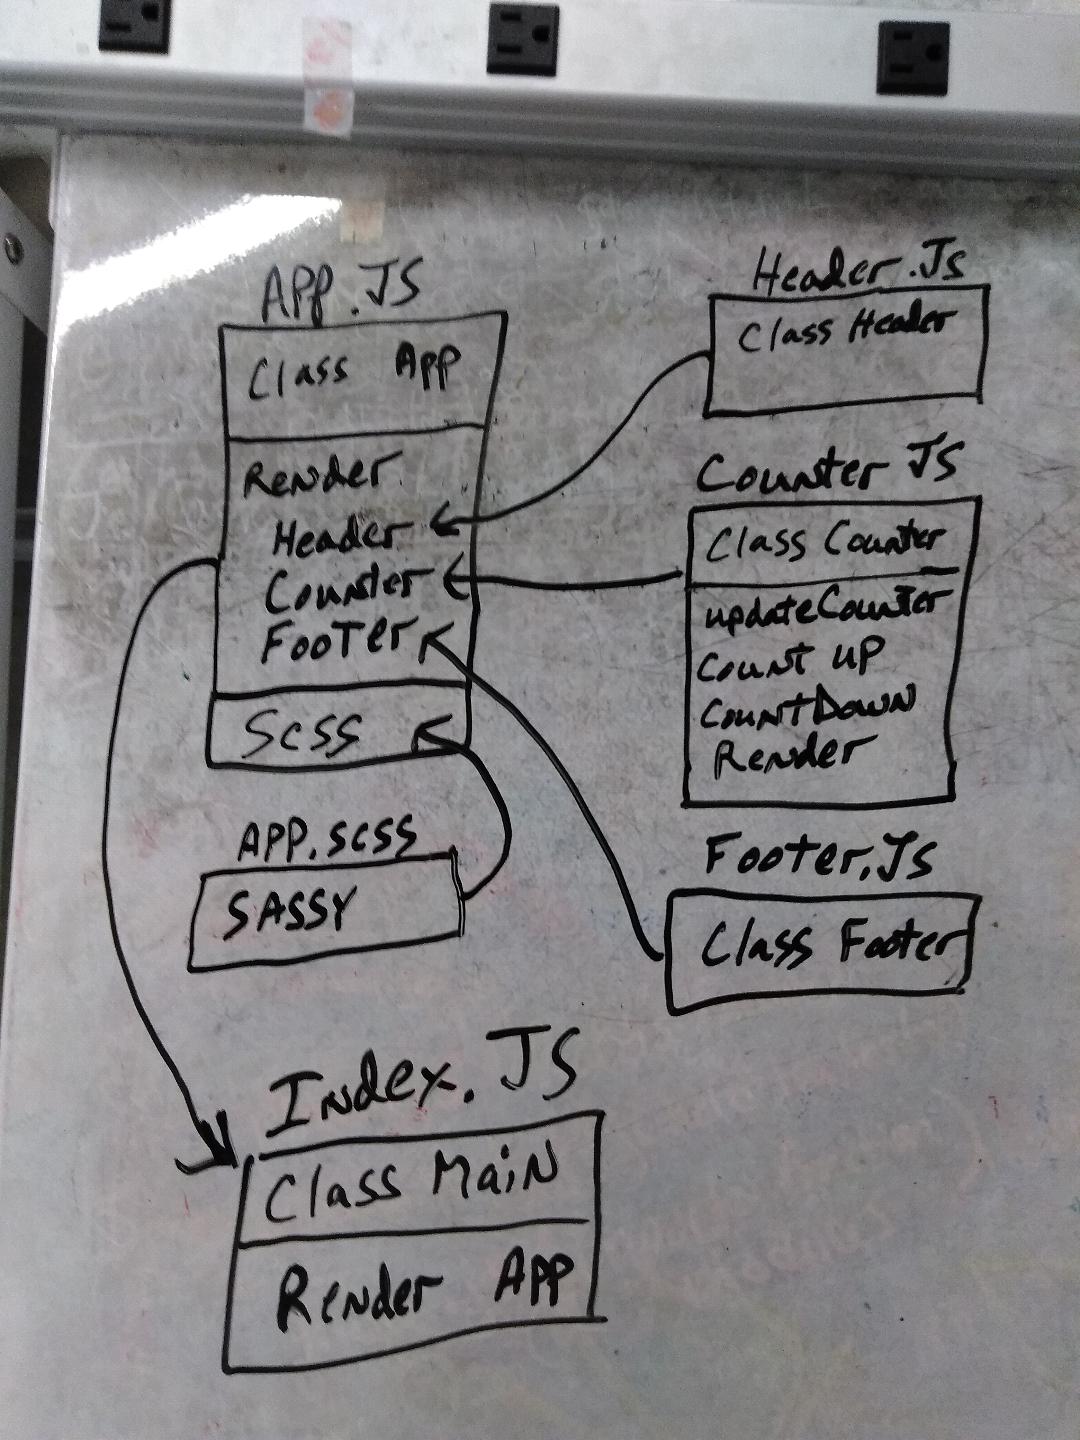 APP.JS
Class APP
Render
Header
Counter
Footer
Scss
APP.scss
SASSY
Header.Js
Class Header
Counter JS
Class Counter
updateCounter
Count UP
CountDown
Render
Footer.Js
Class Footer
Index.JS
Class Main
Render APP